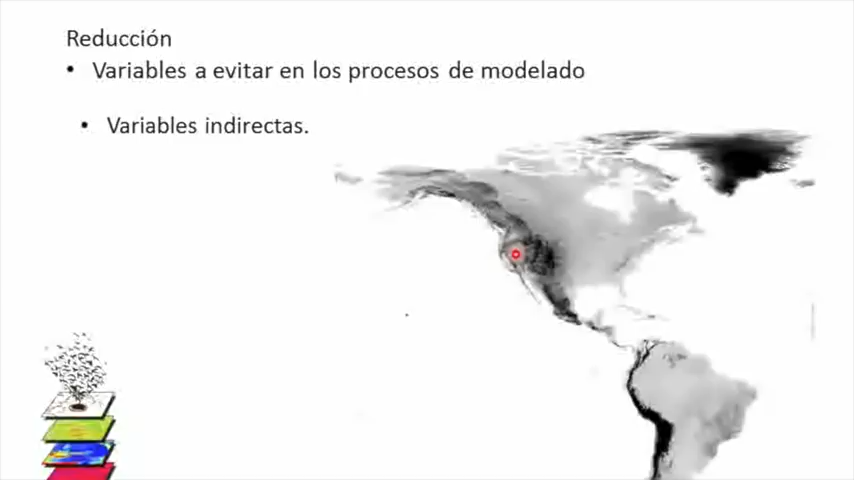 Reducción
• Variables a evitar en los procesos de modelado
• Variables indirectas.